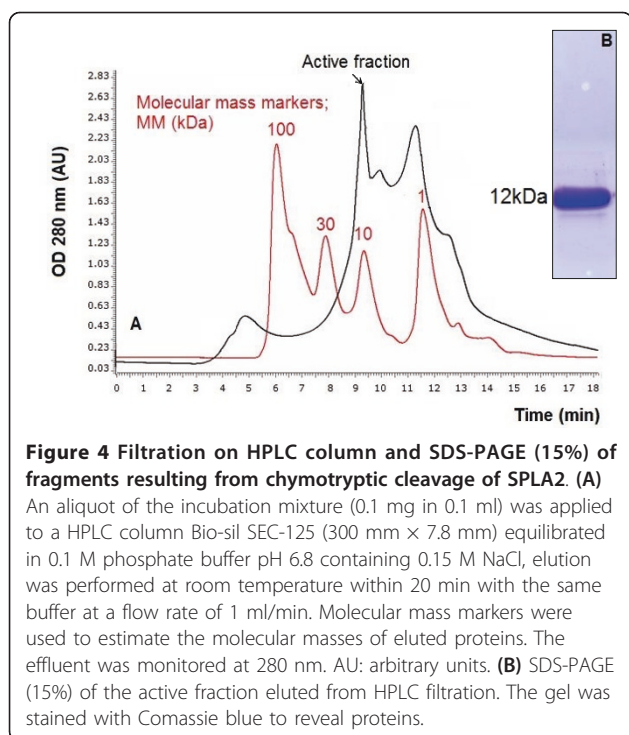 B
Active fraction
2.83
2.63
2.43
2.23
2.03
1.83
1.63
1.43
1.23
1.03
0.83
0.63
0.43
0.23
0.03
OD 280 nm (AU)
Molecular mass markers;
MM (kDa)
100
30
10
1
12kDa
A
0 1 2 3 4 5 6 7 8 9 10 11 12 13 14 15 16 17 18
Time (min)
Figure 4 Filtration on HPLC column and SDS-PAGE (15%) of
fragments resulting from chymotryptic cleavage of SPLA2. (A)
An aliquot of the incubation mixture (0.1 mg in 0.1 ml) was applied
to a HPLC column Bio-sil SEC-125 (300 mm × 7.8 mm) equilibrated
in 0.1 M phosphate buffer pH 6.8 containing 0.15 M NaCl, elution
was performed at room temperature within 20 min with the same
buffer at a flow rate of 1 ml/min. Molecular mass markers were
used to estimate the molecular masses of eluted proteins. The
effluent was monitored at 280 nm. AU: arbitrary units. (B) SDS-PAGE
(15%) of the active fraction eluted from HPLC filtration. The gel was
stained with Comassie blue to reveal proteins.